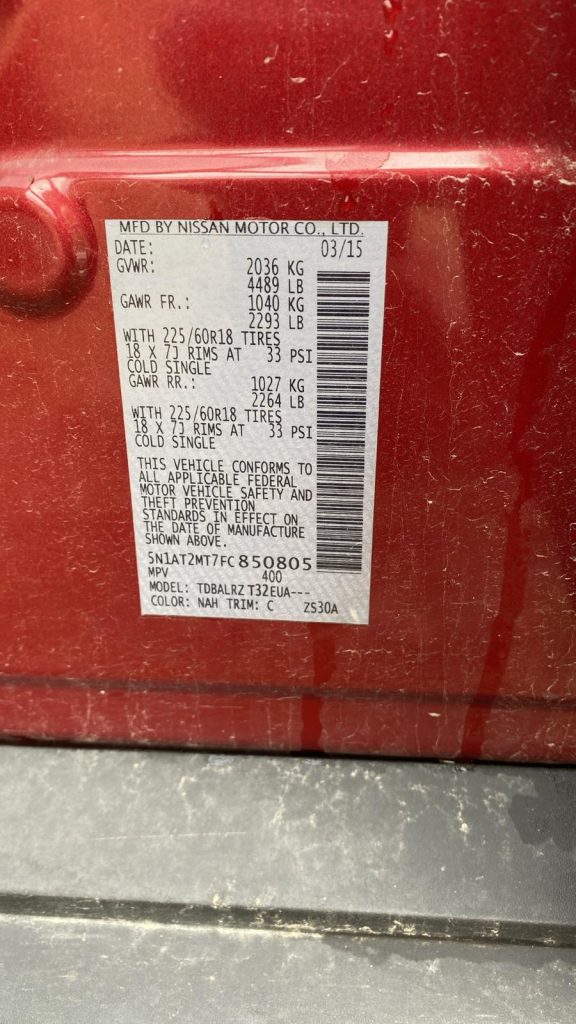 MFD BY NISSAN MOTOR CO., LTD.
DATE: 03/15
GVWR: 2036 KG
4489 LB
GAWR FR.: 1040 KG
2293 LB
WITH 225/60R18 TIRES
18 X 7J RIMS AT 33 PSI
COLD SINGLE
GAWR RR.: 1027 KG
2264 LB
WITH 225/60R18 TIRES
18 X 7J RIMS AT 33 PSI
COLD SINGLE
THIS VEHICLE CONFORMS TO
ALL APPLICABLE FEDERAL
MOTOR VEHICLE SAFETY AND
THEFT PREVENTION
STANDARDS IN EFFECT ON
THE DATE OF MANUFACTURE
SHOWN ABOVE.
5N1AT2MT7FC850805
MPV 400
MODEL: TDBALRZ T32EUA---
COLOR: NAH TRIM: C ZS30A